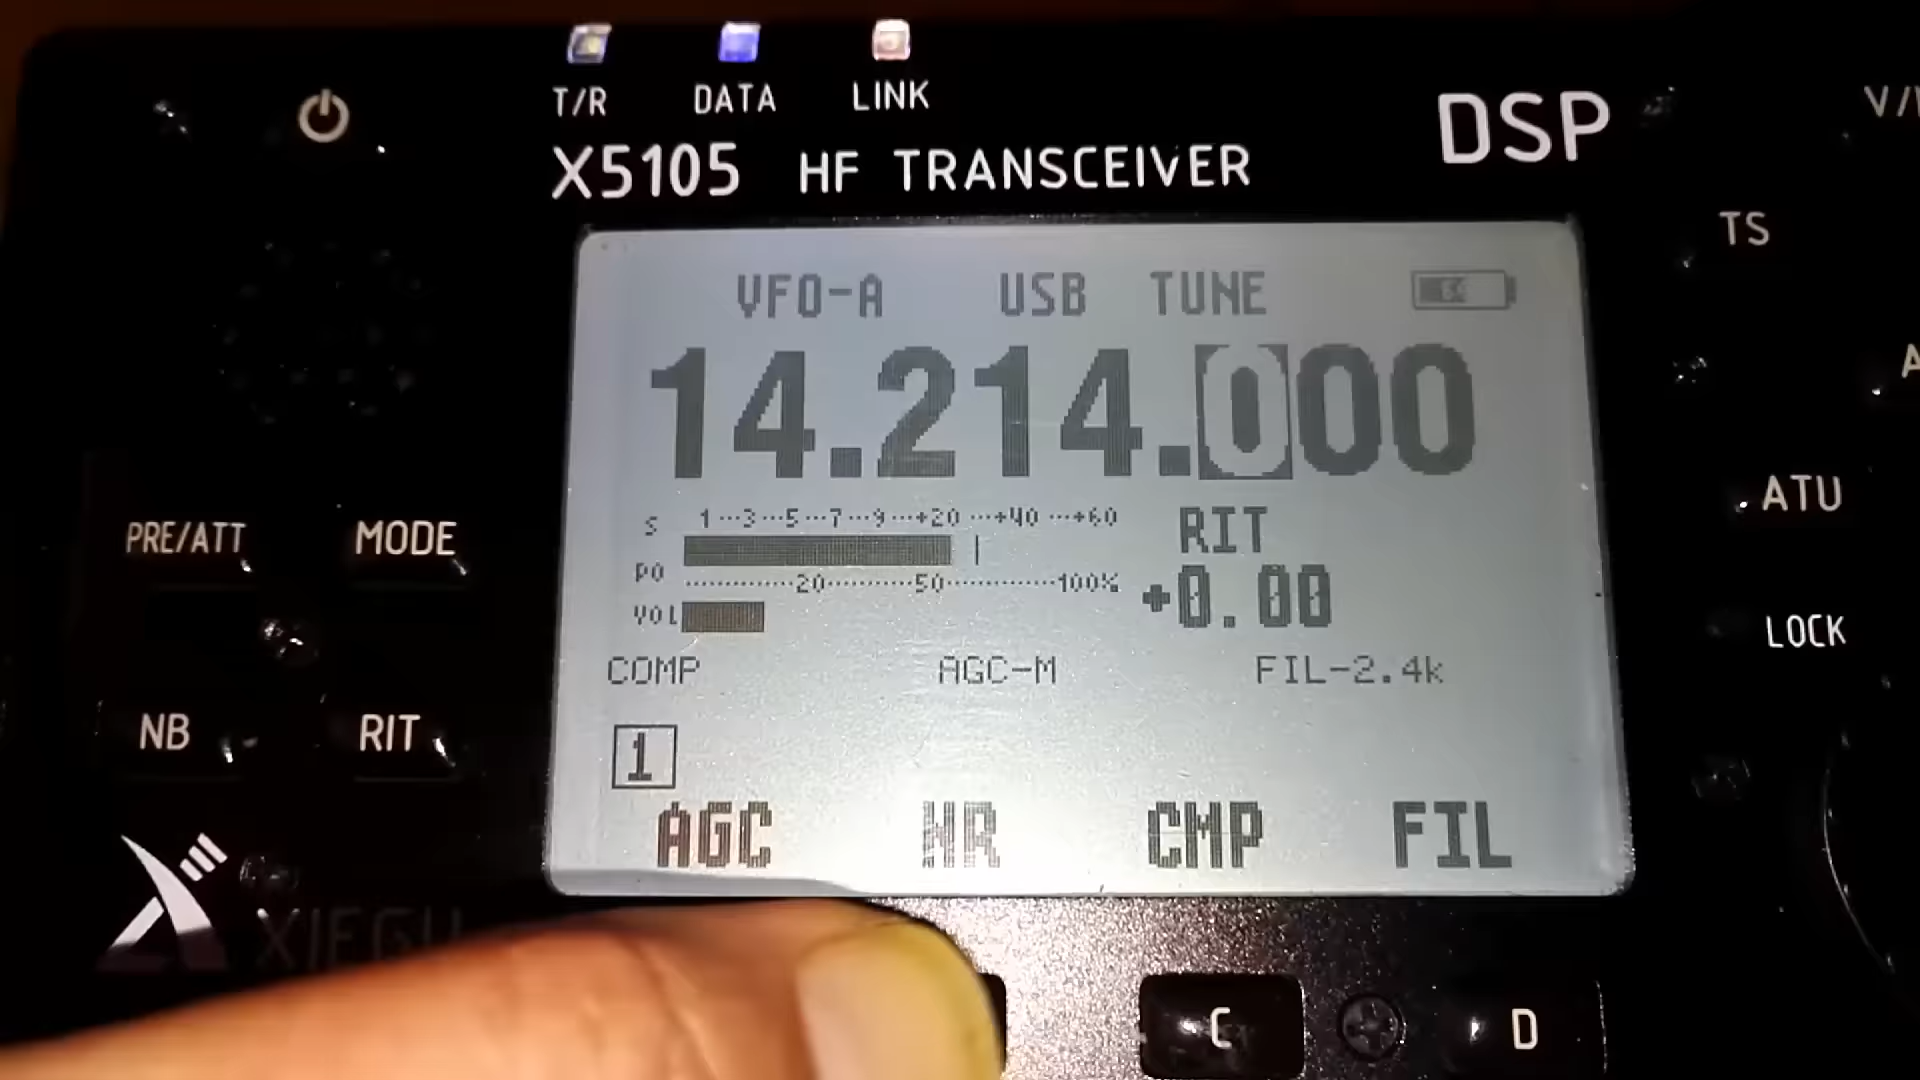 T/R DATA LINK
X5105 HF TRANSCEIVER DSP
TS
VFO-A USB TUNE
14.214.000
S 1 3 5 7 9 +20 +40 +60
RIT
PO 20 50 100%
+0.00
VOL
COMP AGC-M FIL-2.4k
1
AGC NR CMP FIL
PRE/ATT MODE
NB RIT
XIEGU
ATU
LOCK
C D